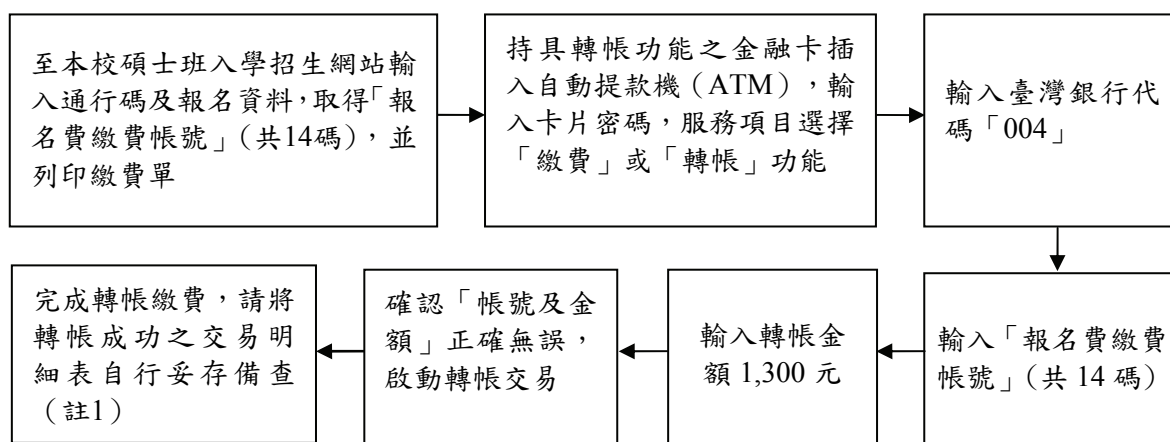 至本校碩士班入學招生網站輸
入通行碼及報名資料,取得「報
名費繳費帳號」(共14碼),並
列印繳費單
持具轉帳功能之金融卡插
入自動提款機(ATM),輸
入卡片密碼,服務項目選擇
「繳費」或「轉帳」功能
輸入臺灣銀行代
碼「004」
輸入「報名費繳費
帳號」(共 14 碼)
輸入轉帳金
額 1,300 元
確認「帳號及金
額」正確無誤,
啟動轉帳交易
完成轉帳繳費,請將
轉帳成功之交易明
細表自行妥存備查
(註1)